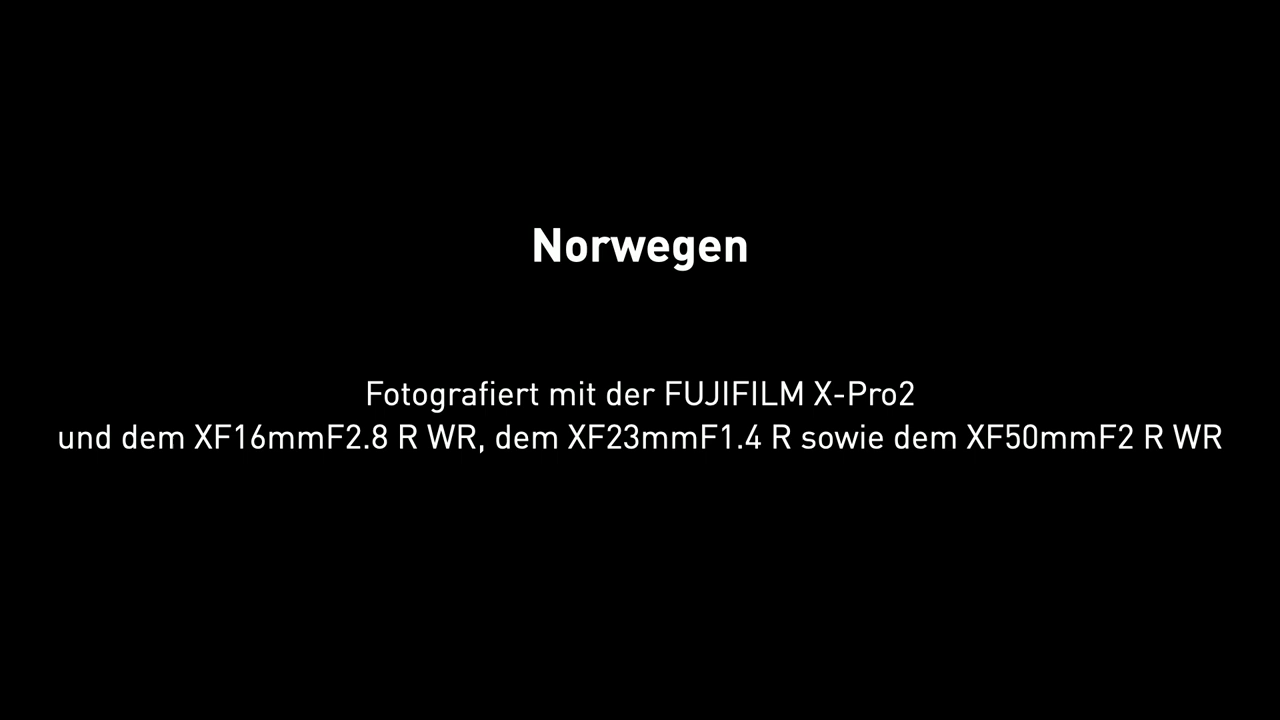 Norwegen
Fotografiert mit der FUJIFILM X-Pro2
und dem XF16mmF2.8 R WR, dem XF23mmF1.4 R sowie dem XF50mmF2 R WR